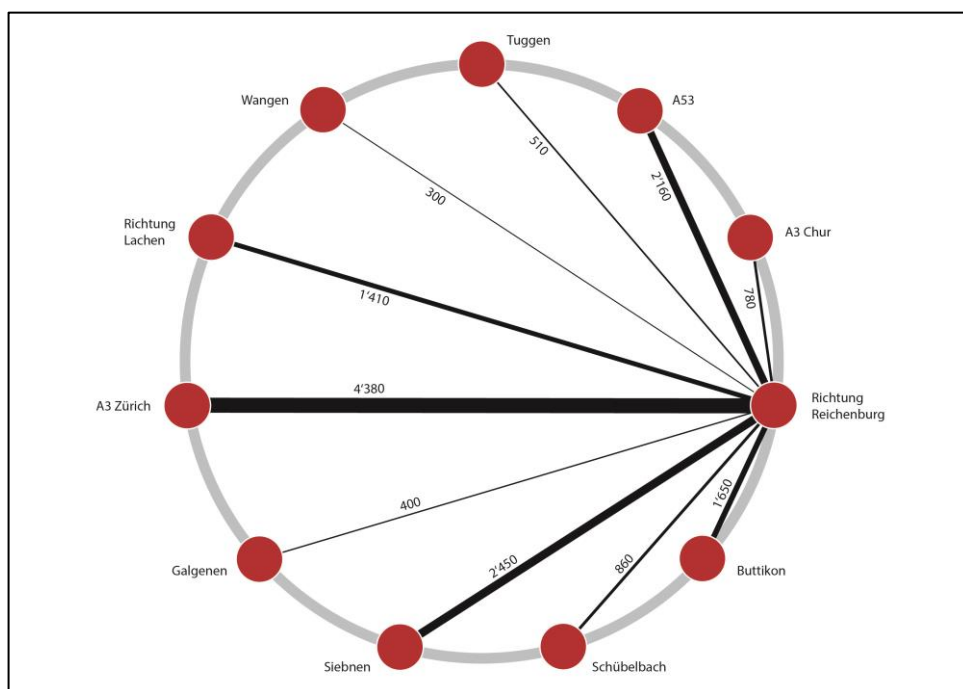 Tuggen
Wangen
A53
510
2'160
300
Richtung
Lachen
A3 Chur
780
1'410
4'380
A3 Zürich
Richtung
Reichenburg
400
1'650
2'450
860
Galgenen
Buttikon
Siebnen
Schübelbach